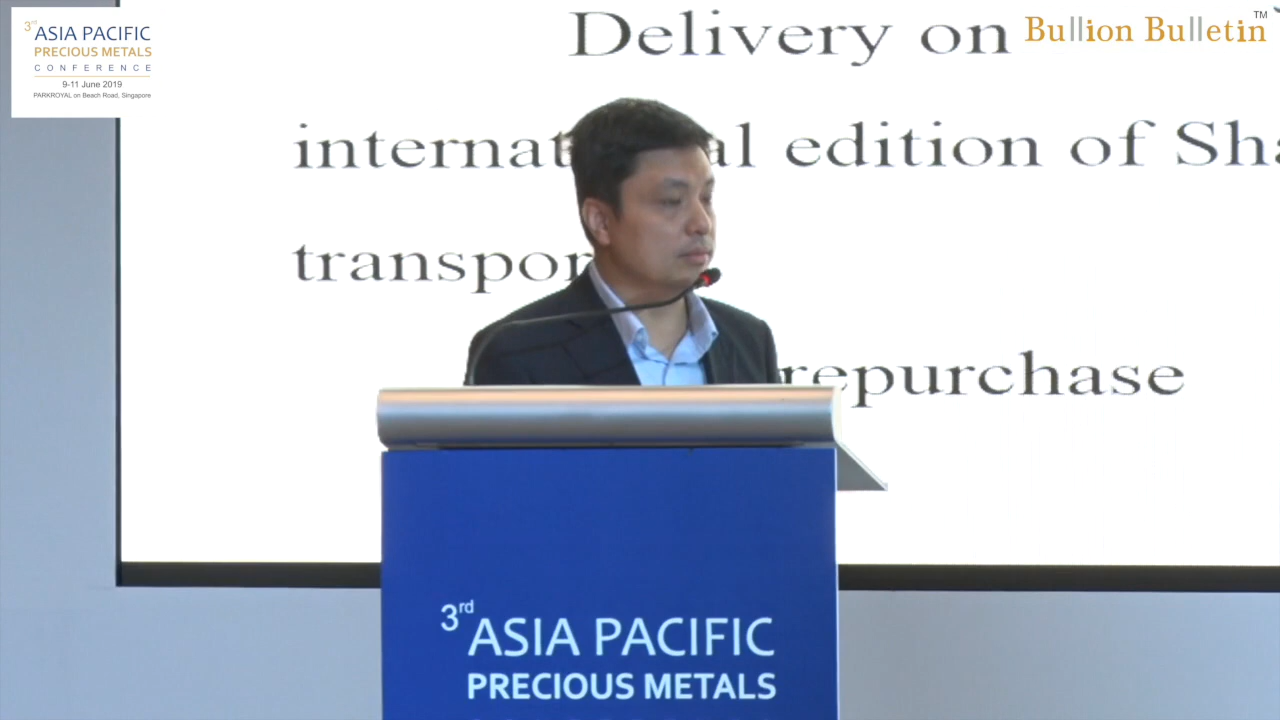 3rd ASIA PACIFIC
PRECIOUS METALS
CONFERENCE
9-11 June 2019
PARKROYAL on Beach Road, Singapore
Bullion Bulletin™
Delivery on
edition of
repurchase
3rd ASIA PACIFIC
PRECIOUS METALS